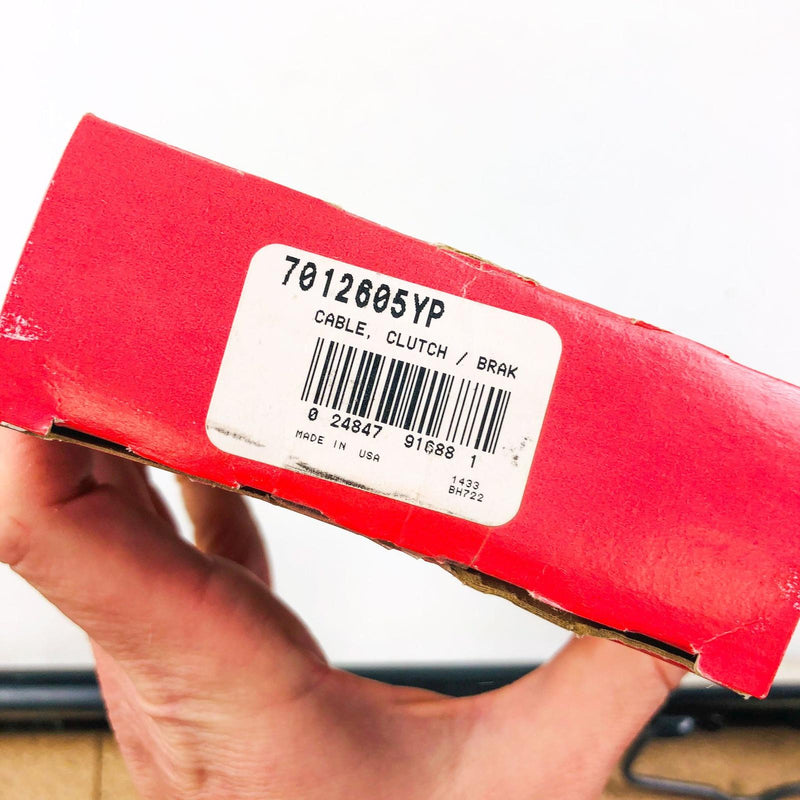 7012605YP
CABLE, CLUTCH / BRAK
0 24847 91688 1
MADE IN USA
1433
BH722